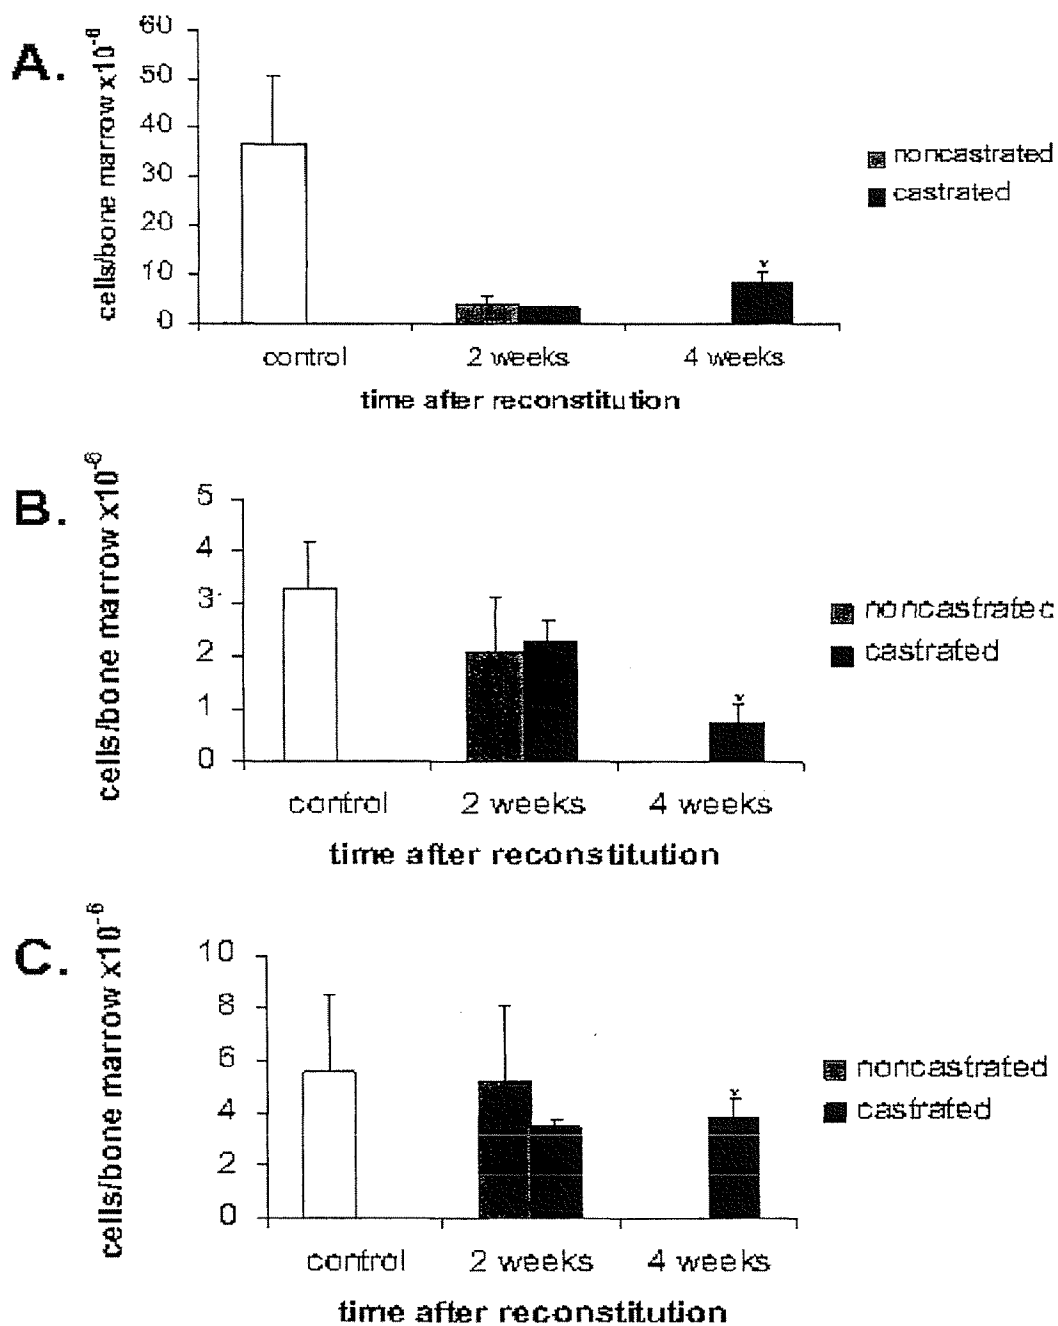 A.
cells/bone marrow x10⁻⁶
60
50
40
30
20
10
0
control 2 weeks 4 weeks
time after reconstitution
noncastrated
castrated
*
B.
cells/bone marrow x10⁻⁶
5
4
3
2
1
0
control 2 weeks 4 weeks
time after reconstitution
noncastrated
castrated
*
C.
cells/bone marrow x10⁻⁶
10
8
6
4
2
0
control 2 weeks 4 weeks
time after reconstitution
noncastrated
castrated
*